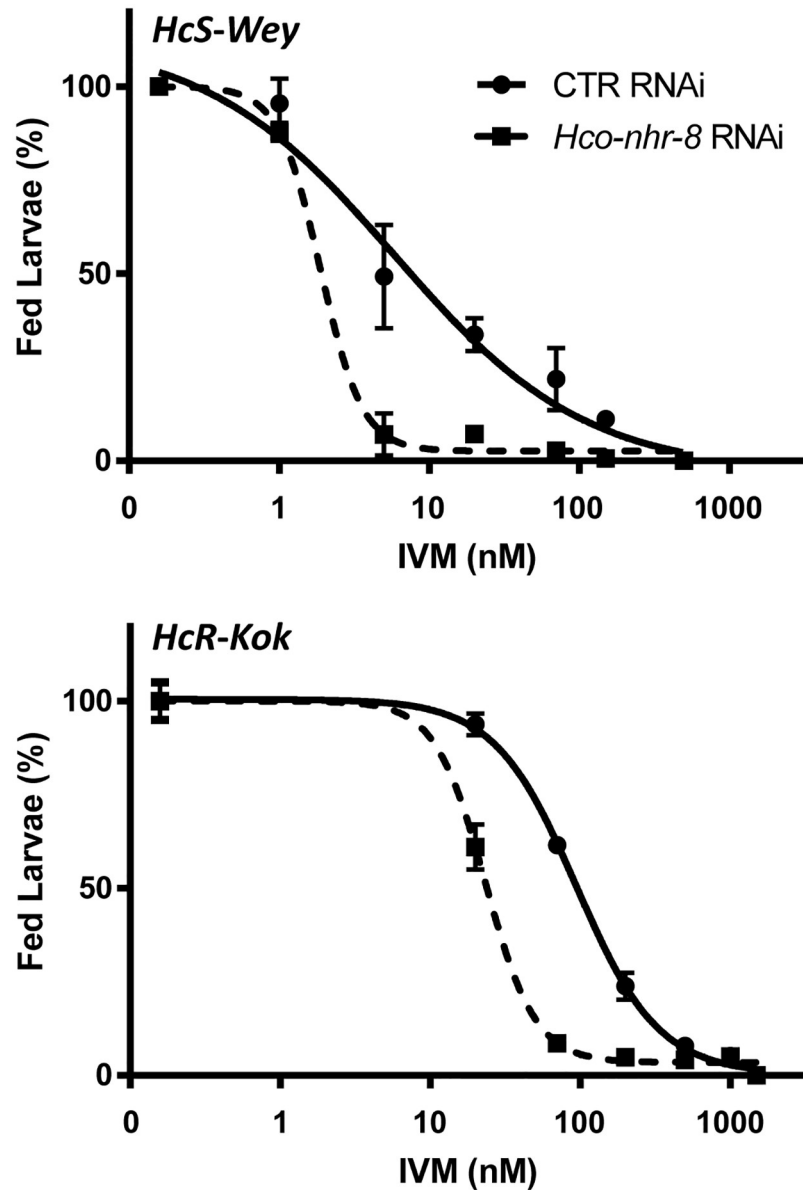 HcS-Wey
CTR RNAi
Hco-nhr-8 RNAi
100
50
0
Fed Larvae (%)
0 1 10 100 1000
IVM (nM)
HcR-Kok
100
50
0
Fed Larvae (%)
0 1 10 100 1000
IVM (nM)